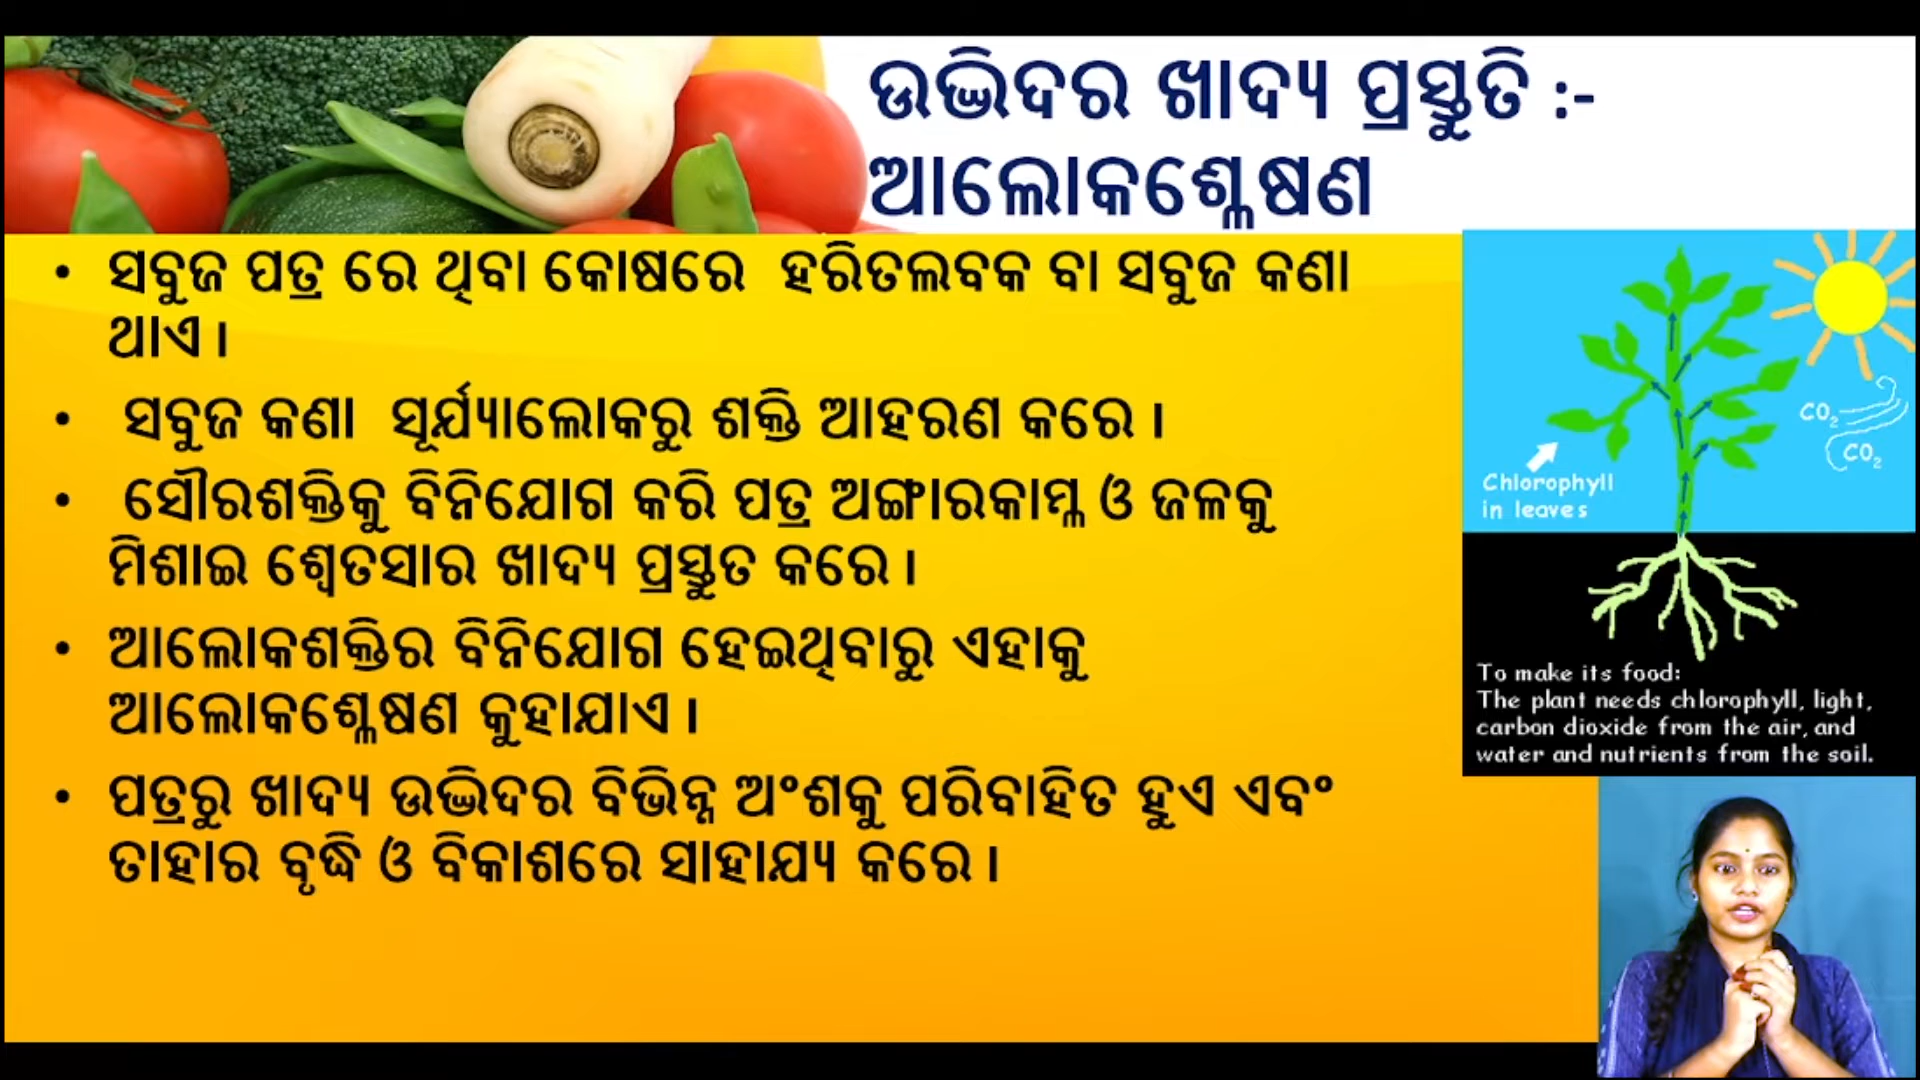 ଉଦ୍ଭିଦର ଖାଦ୍ୟ ପ୍ରସ୍ତୁତି :-
ଆଲୋକଶ୍ଳେଷଣ
• ସବୁଜ ପତ୍ର ରେ ଥିବା କୋଷରେ ହରିତଲବକ ବା ସବୁଜ କଣା
ଥାଏ ।
• ସବୁଜ କଣା ସୂର୍ଯ୍ୟାଲୋକରୁ ଶକ୍ତି ଆହରଣ କରେ ।
• ସୌରଶକ୍ତିକୁ ବିନିଯୋଗ କରି ପତ୍ର ଅଙ୍ଗାରକାମ୍ଳ ଓ ଜଳକୁ
ମିଶାଇ ଶ୍ୱେତସାର ଖାଦ୍ୟ ପ୍ରସ୍ତୁତ କରେ ।
• ଆଲୋକଶକ୍ତିର ବିନିଯୋଗ ହେଇଥିବାରୁ ଏହାକୁ
ଆଲୋକଶ୍ଳେଷଣ କୁହାଯାଏ ।
• ପତ୍ରରୁ ଖାଦ୍ୟ ଉଦ୍ଭିଦର ବିଭିନ୍ନ ଅଂଶକୁ ପରିବାହିତ ହୁଏ ଏବଂ
ତାହାର ବୃଦ୍ଧି ଓ ବିକାଶରେ ସାହାଯ୍ୟ କରେ ।
CO₂
CO₂
Chlorophyll
in leaves
To make its food:
The plant needs chlorophyll, light,
carbon dioxide from the air, and
water and nutrients from the soil.